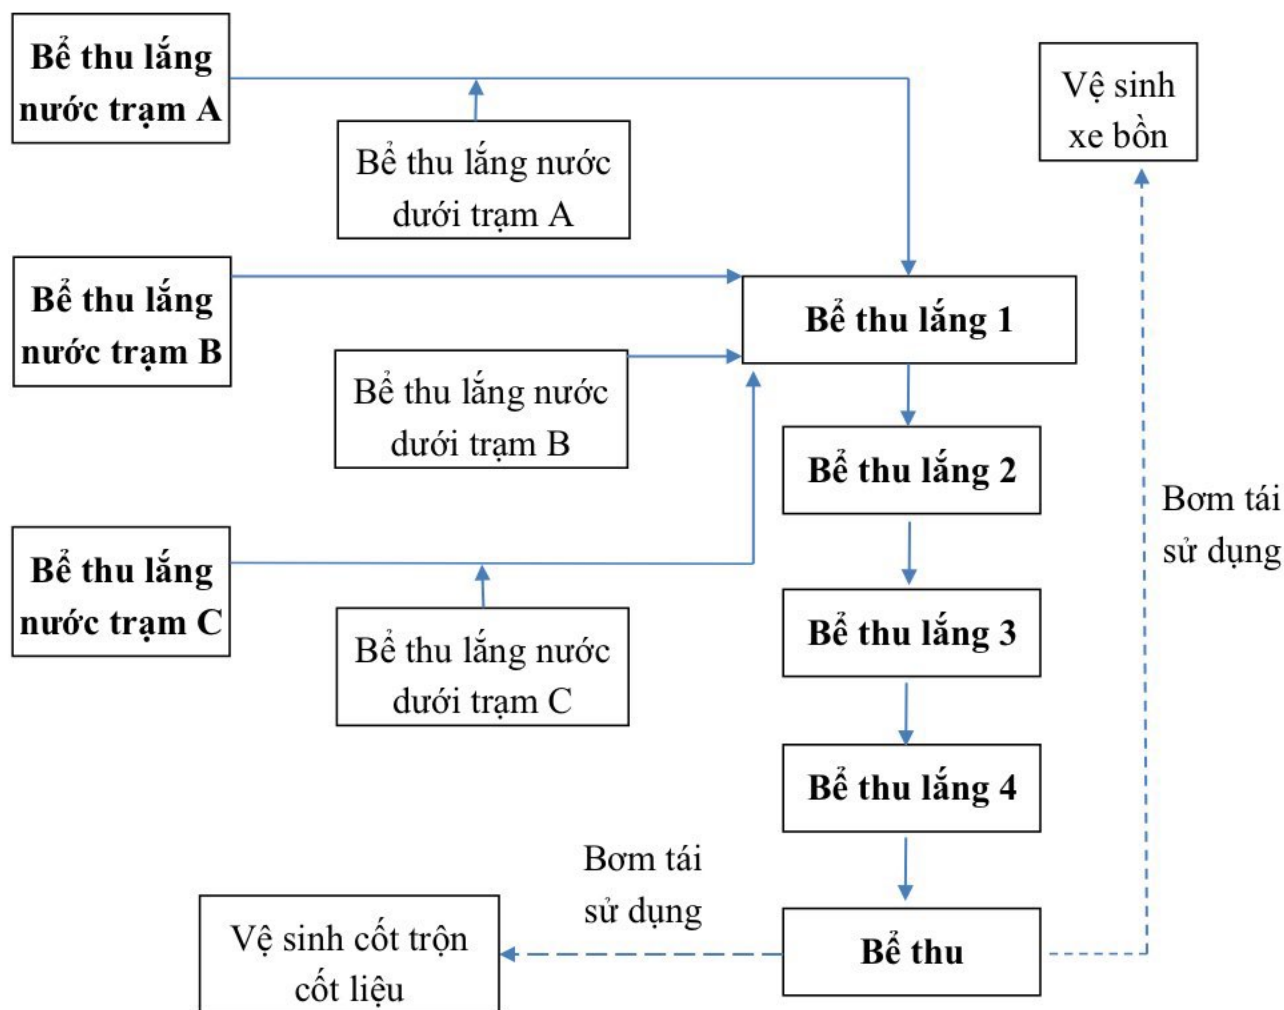 Bể thu lắng
nước trạm A
Vệ sinh
xe bồn
Bể thu lắng nước
dưới trạm A
Bể thu lắng
nước trạm B
Bể thu lắng 1
Bể thu lắng nước
dưới trạm B
Bể thu lắng 2
Bơm tái
sử dụng
Bể thu lắng
nước trạm C
Bể thu lắng 3
Bể thu lắng nước
dưới trạm C
Bể thu lắng 4
Bơm tái
sử dụng
Vệ sinh cốt trộn
cốt liệu
Bể thu